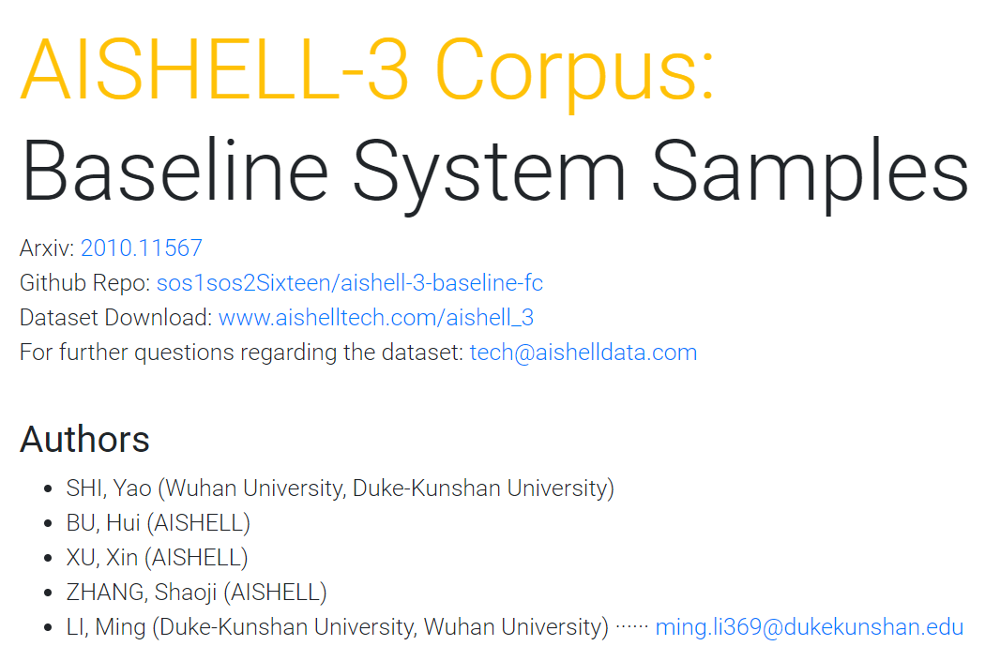 AISHELL-3 Corpus:
Baseline System Samples
Arxiv: 2010.11567
Github Repo: sos1sos2Sixteen/aishell-3-baseline-fc
Dataset Download: www.aishelltech.com/aishell_3
For further questions regarding the dataset: tech@aishelldata.com
Authors
• SHI, Yao (Wuhan University, Duke-Kunshan University)
• BU, Hui (AISHELL)
• XU, Xin (AISHELL)
• ZHANG, Shaoji (AISHELL)
• LI, Ming (Duke-Kunshan University, Wuhan University) ······ ming.li369@dukekunshan.edu